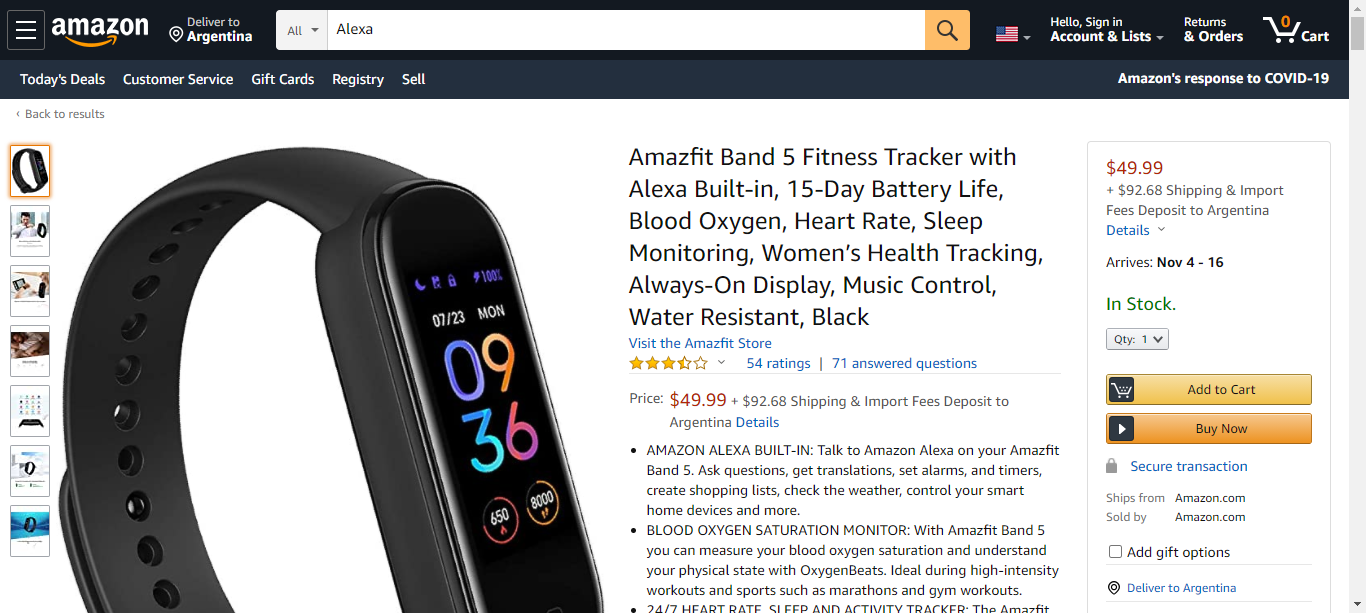 amazon
Deliver to
Argentina
All
Alexa
Hello, Sign in
Account & Lists
Returns
& Orders
0
Cart
Today's Deals
Customer Service
Gift Cards
Registry
Sell
Amazon's response to COVID-19
‹ Back to results
100%
07/23 MON
09
36
650
8000
Amazfit Band 5 Fitness Tracker with
Alexa Built-in, 15-Day Battery Life,
Blood Oxygen, Heart Rate, Sleep
Monitoring, Women’s Health Tracking,
Always-On Display, Music Control,
Water Resistant, Black
Visit the Amazfit Store
54 ratings | 71 answered questions
Price: $49.99 + $92.68 Shipping & Import Fees Deposit to
Argentina Details
• AMAZON ALEXA BUILT-IN: Talk to Amazon Alexa on your Amazfit
Band 5. Ask questions, get translations, set alarms, and timers,
create shopping lists, check the weather, control your smart
home devices and more.
• BLOOD OXYGEN SATURATION MONITOR: With Amazfit Band 5
you can measure your blood oxygen saturation and understand
your physical state with OxygenBeats. Ideal during high-intensity
workouts and sports such as marathons and gym workouts.
• 24/7 HEART RATE, SLEEP AND ACTIVITY TRACKER: The Amazfit
$49.99
+ $92.68 Shipping & Import
Fees Deposit to Argentina
Details
Arrives: Nov 4 - 16
In Stock.
Qty: 1
Add to Cart
Buy Now
Secure transaction
Ships from Amazon.com
Sold by Amazon.com
Add gift options
Deliver to Argentina